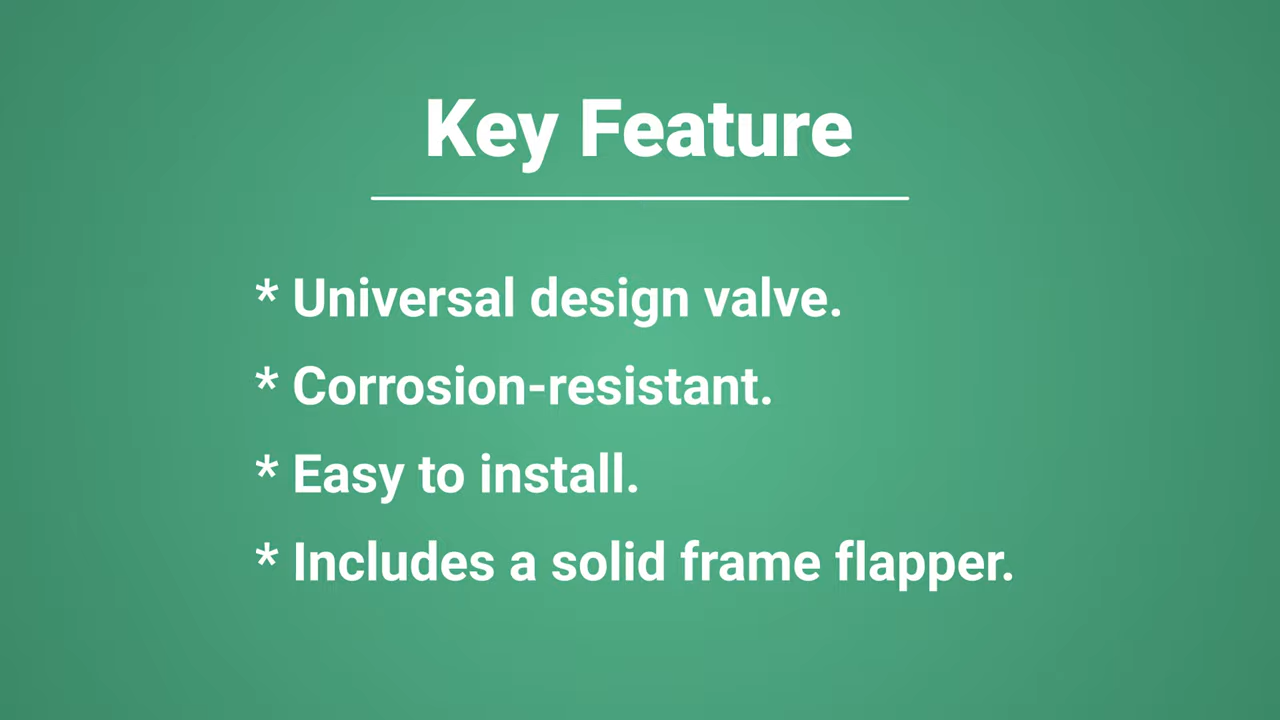 Key Feature
* Universal design valve.
* Corrosion-resistant.
* Easy to install.
* Includes a solid frame flapper.